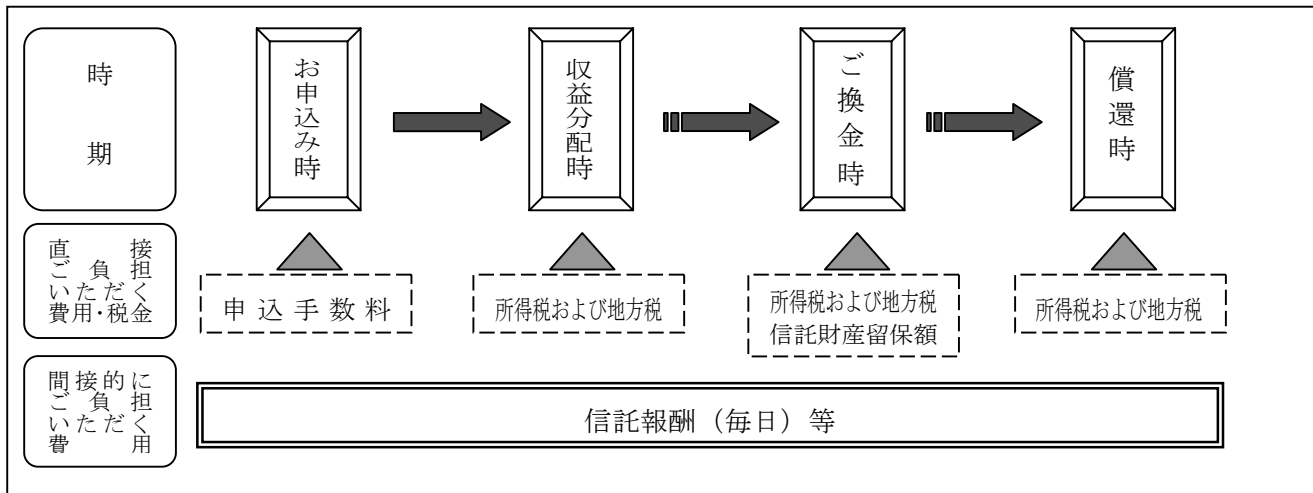 時期
お申込み時
収益分配時
ご換金時
償還時
直接
ご負担
いただく
費用・税金
申込手数料
所得税および地方税
所得税および地方税
信託財産留保額
所得税および地方税
間接的に
ご負担
いただく
費用
信託報酬（毎日）等